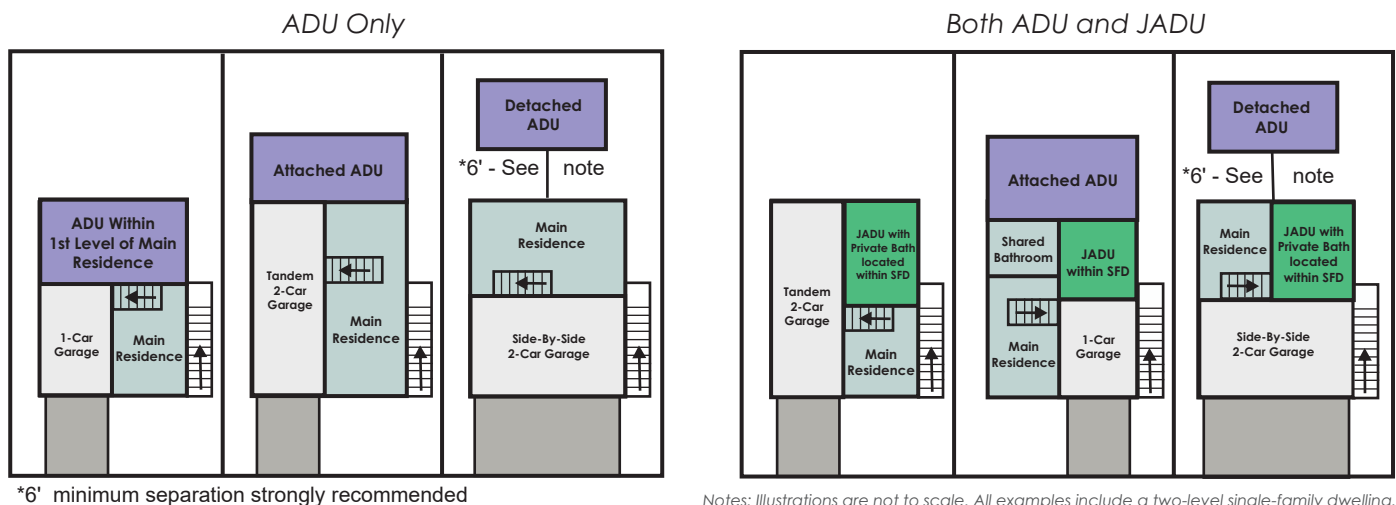 ADU Only
ADU Within
1st Level of Main
Residence
1-Car
Garage
Main
Residence
Attached ADU
Tandem
2-Car
Garage
Detached
ADU
*6' - See note
Main
Residence
Side-By-Side
2-Car Garage
*6' minimum separation strongly recommended
Both ADU and JADU
JADU with
Private Bath
located
within SFD
Tandem
2-Car
Garage
Main
Residence
Attached ADU
Shared
Bathroom
JADU
within SFD
Main
Residence
1-Car
Garage
Detached
ADU
*6' - See note
Main
Residence
JADU with
Private Bath
located
within SFD
Side-By-Side
2-Car Garage
Notes: Illustrations are not to scale. All examples include a two-level single-family dwelling.